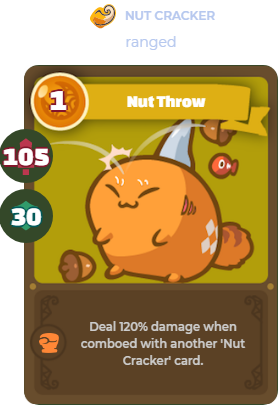 NUT CRACKER
ranged
1
Nut Throw
105
30
Deal 120% damage when
comboed with another 'Nut
Cracker' card.